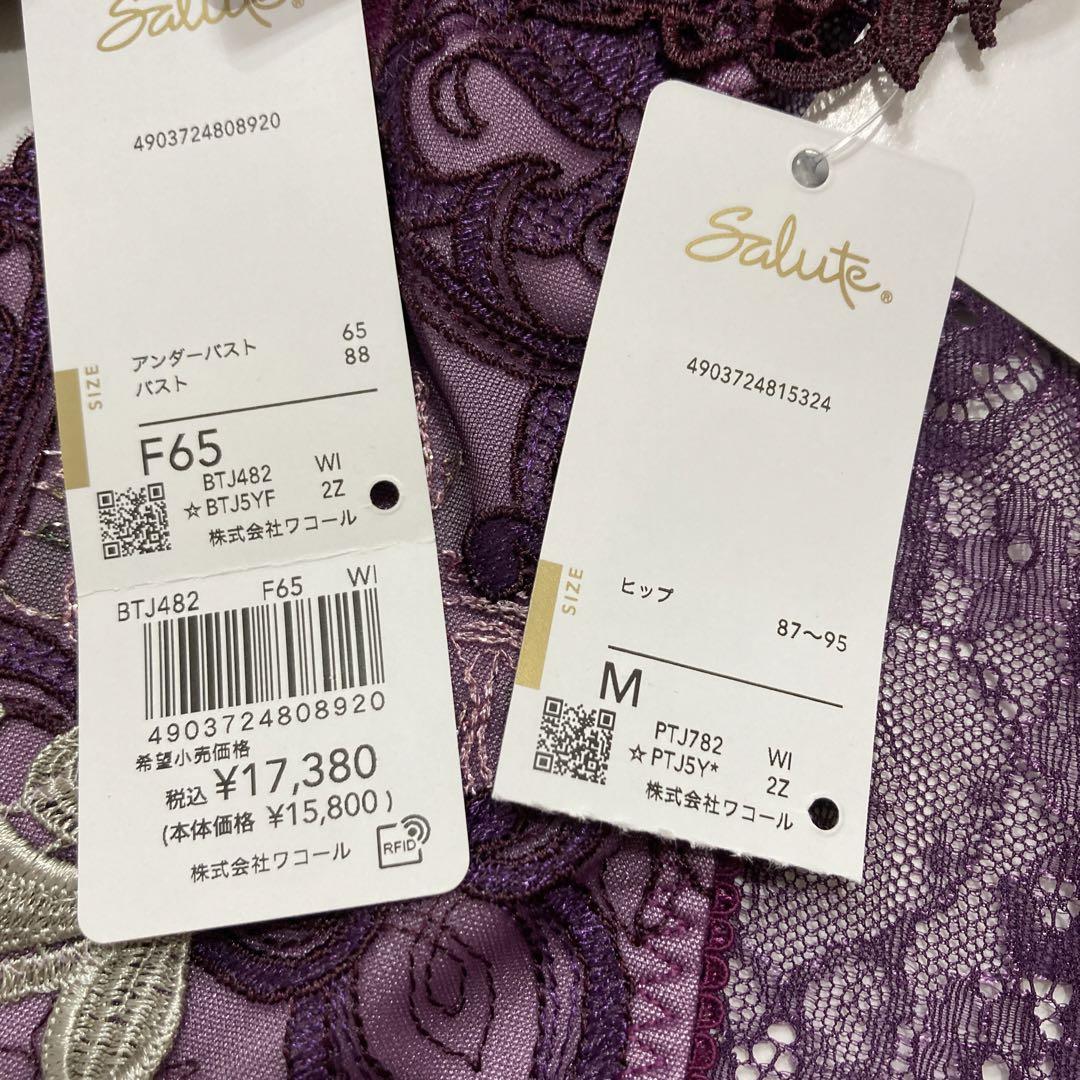 Salute®
4903724808920
アンダーバスト 65
バスト 88
SIZE
F65
BTJ482 WI
☆BTJ5YF 2Z
株式会社ワコール
BTJ482 F65 WI
4903724808920
希望小売価格
税込 ¥17,380
(本体価格 ¥15,800)
株式会社ワコール
RFID
Salute®
4903724815324
SIZE
ヒップ
87〜95
M
PTJ782 WI
☆PTJ5Y* 2Z
株式会社ワコール